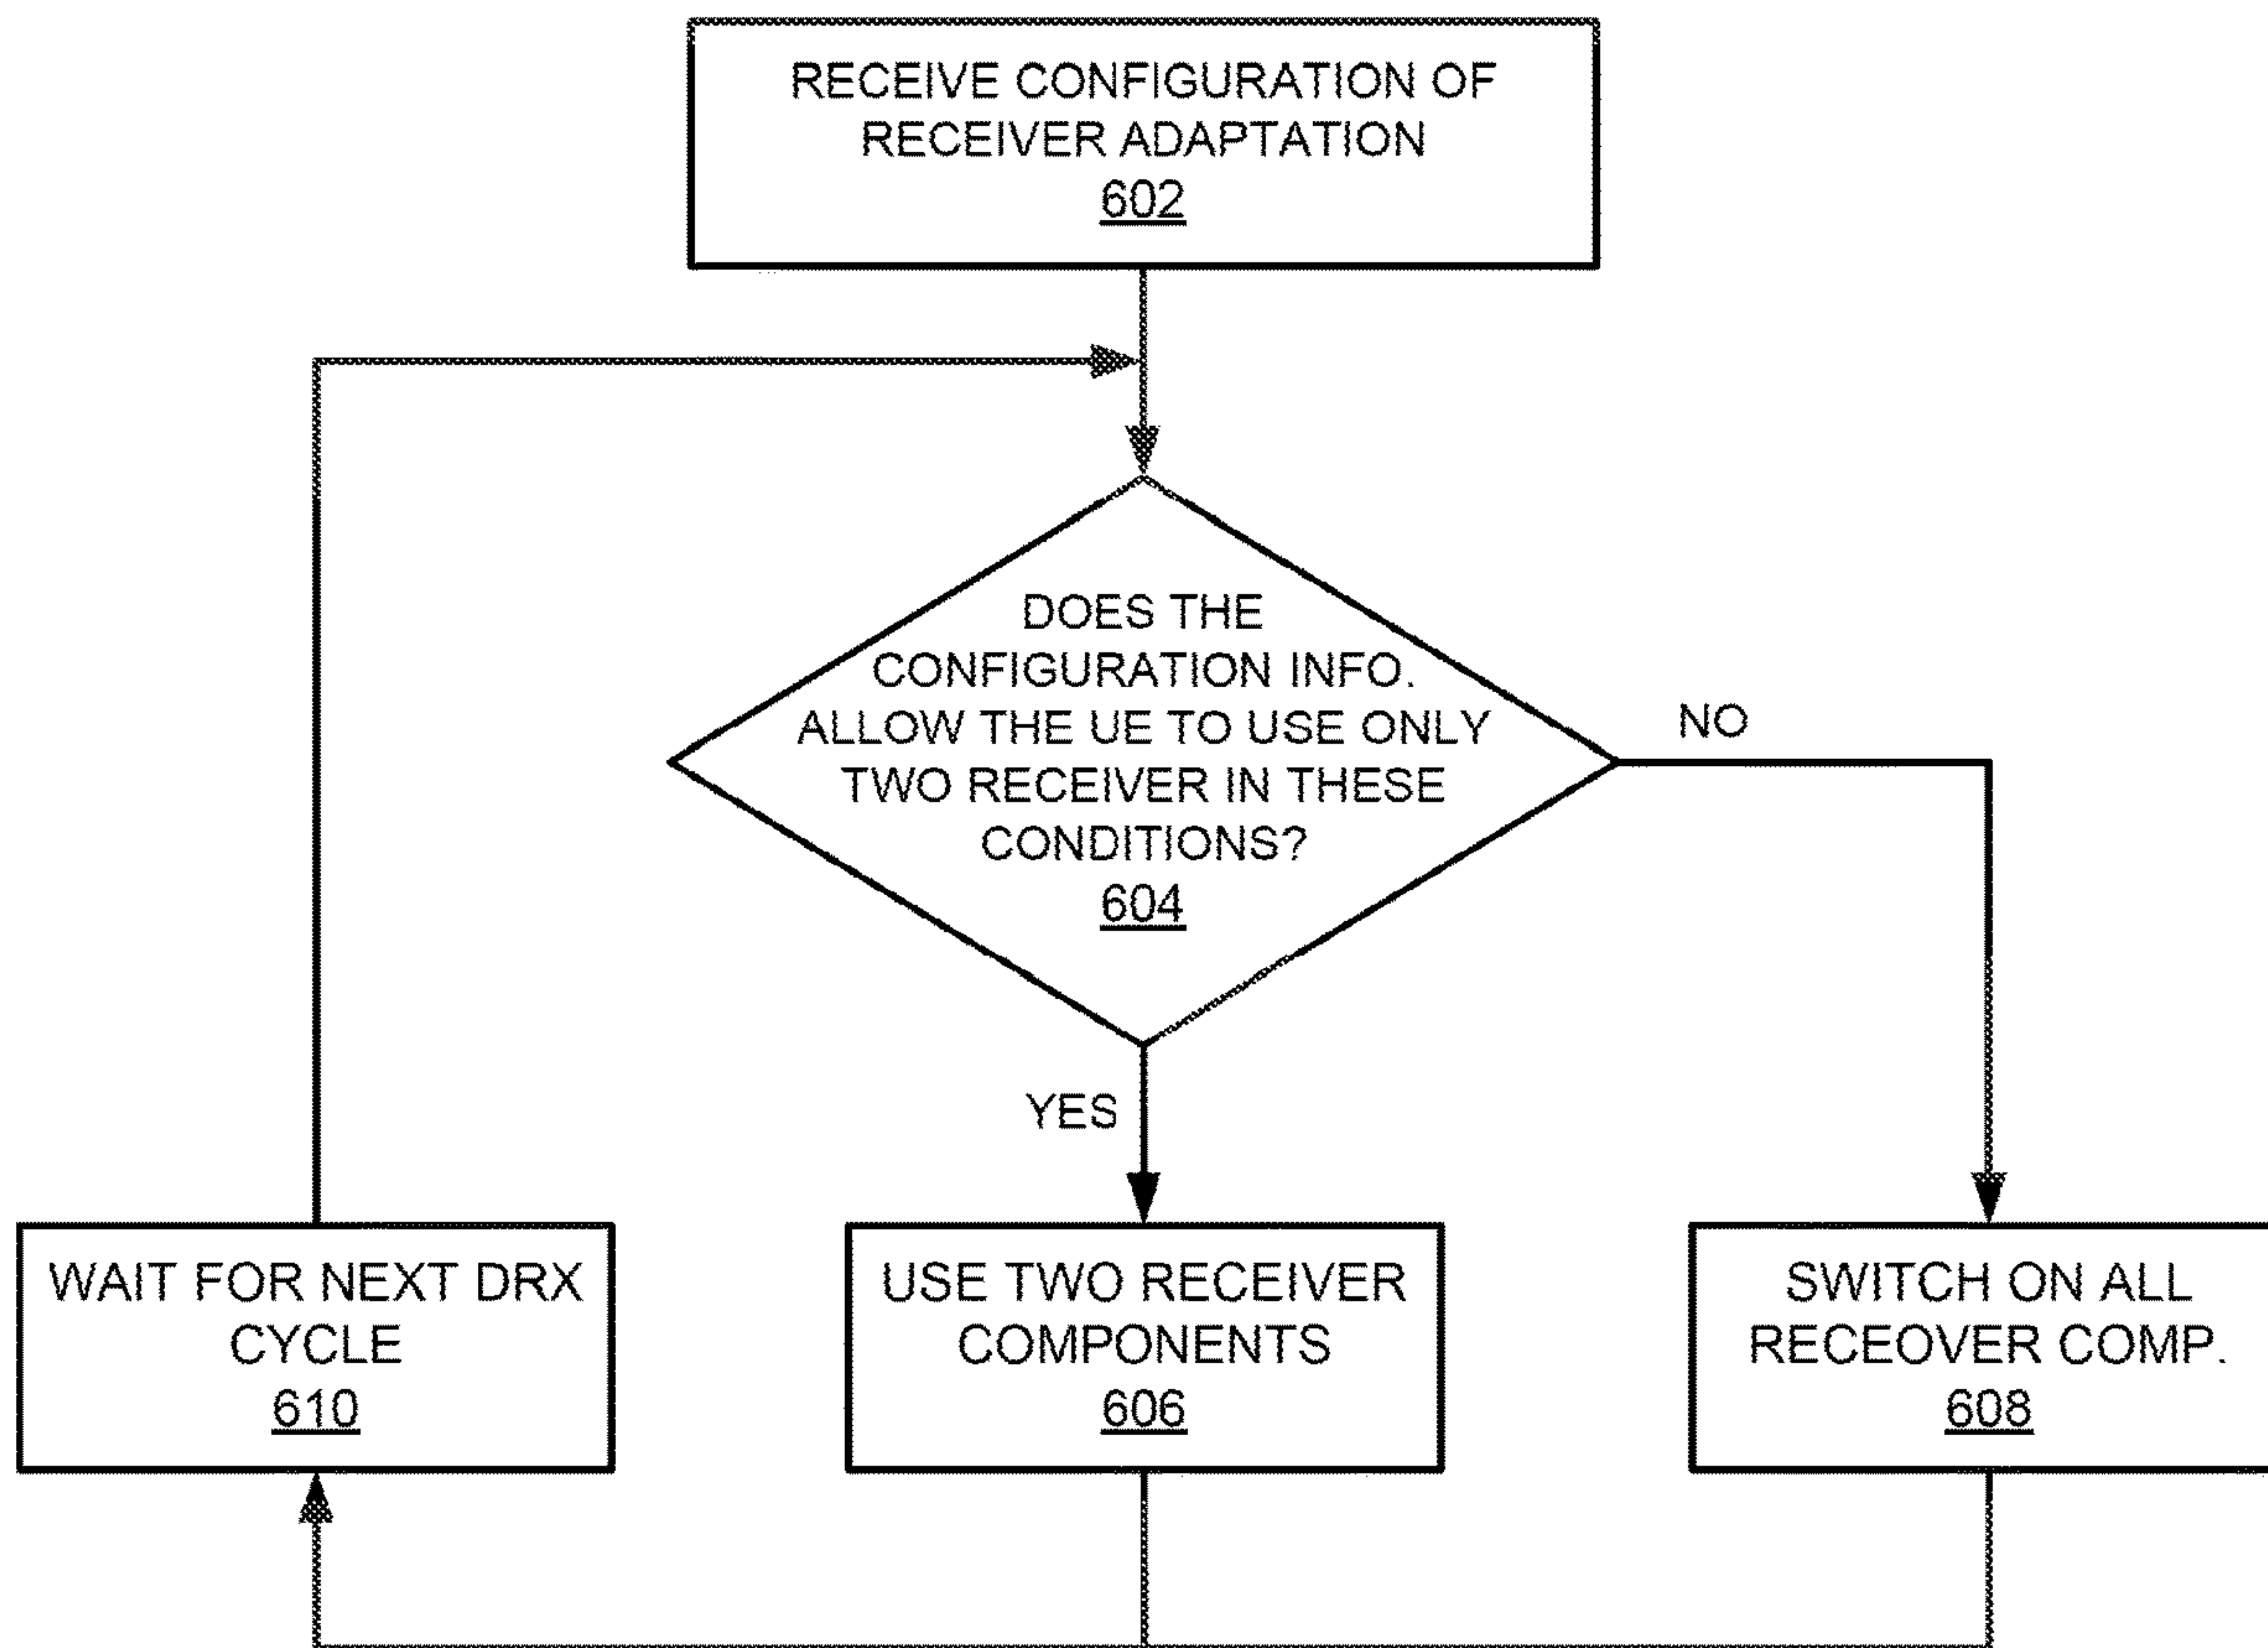 RECEIVE CONFIGURATION OF
RECEIVER ADAPTATION
602
DOES THE
CONFIGURATION INFO.
ALLOW THE UE TO USE ONLY
TWO RECEIVER IN THESE
CONDITIONS?
604
NO
YES
WAIT FOR NEXT DRX
CYCLE
610
USE TWO RECEIVER
COMPONENTS
606
SWITCH ON ALL
RECEOVER COMP.
608